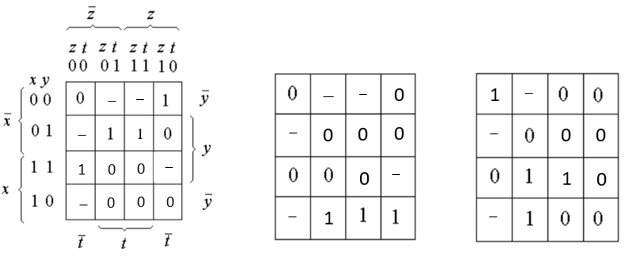 z̄ z
z t z t z t z t
0 0 0 1 1 1 1 0
x y
x̄ 0 0 0 – – 1 ȳ
0 1 – 1 1 0 y
x 1 1 1 0 0 –
1 0 – 0 0 0 ȳ
t̄ t t̄
0 – – 0
– 0 0 0
0 0 0 –
– 1 1 1
1 – 0 0
– 0 0 0
0 1 1 0
– 1 0 0